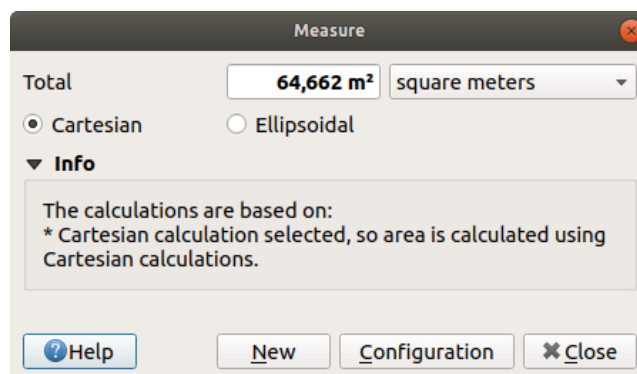 Measure
Total 64,662 m² square meters
Cartesian Ellipsoidal
Info
The calculations are based on:
* Cartesian calculation selected, so area is calculated using
Cartesian calculations.
Help New Configuration Close